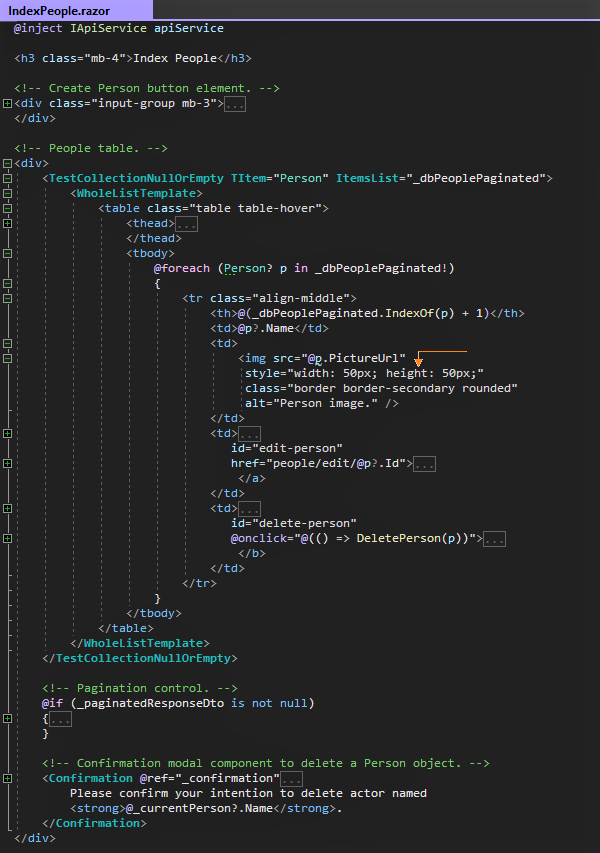 IndexPeople.razor
@inject IApiService apiService
<h3 class="mb-4">Index People</h3>
<!-- Create Person button element. -->
<div class="input-group mb-3">...
</div>
<!-- People table. -->
<div>
<TestCollectionNullOrEmpty TItem="Person" ItemsList="_dbPeoplePaginated">
<WholeListTemplate>
<table class="table table-hover">
<thead>...
</thead>
<tbody>
@foreach (Person? p in _dbPeoplePaginated!)
{
<tr class="align-middle">
<th>@(_dbPeoplePaginated.IndexOf(p) + 1)</th>
<td>@p?.Name</td>
<td>
<img src="@p.PictureUrl"
style="width: 50px; height: 50px;"
class="border border-secondary rounded"
alt="Person image." />
</td>
<td>...
id="edit-person"
href="people/edit/@p?.Id">...
</a>
</td>
<td>...
id="delete-person"
@onclick="@(() => DeletePerson(p))">...
</b>
</td>
</tr>
}
</tbody>
</table>
</WholeListTemplate>
</TestCollectionNullOrEmpty>
<!-- Pagination control. -->
@if (_paginatedResponseDto is not null)
{...
}
<!-- Confirmation modal component to delete a Person object. -->
<Confirmation @ref="_confirmation"...
Please confirm your intention to delete actor named
<strong>@_currentPerson?.Name</strong>.
</Confirmation>
</div>